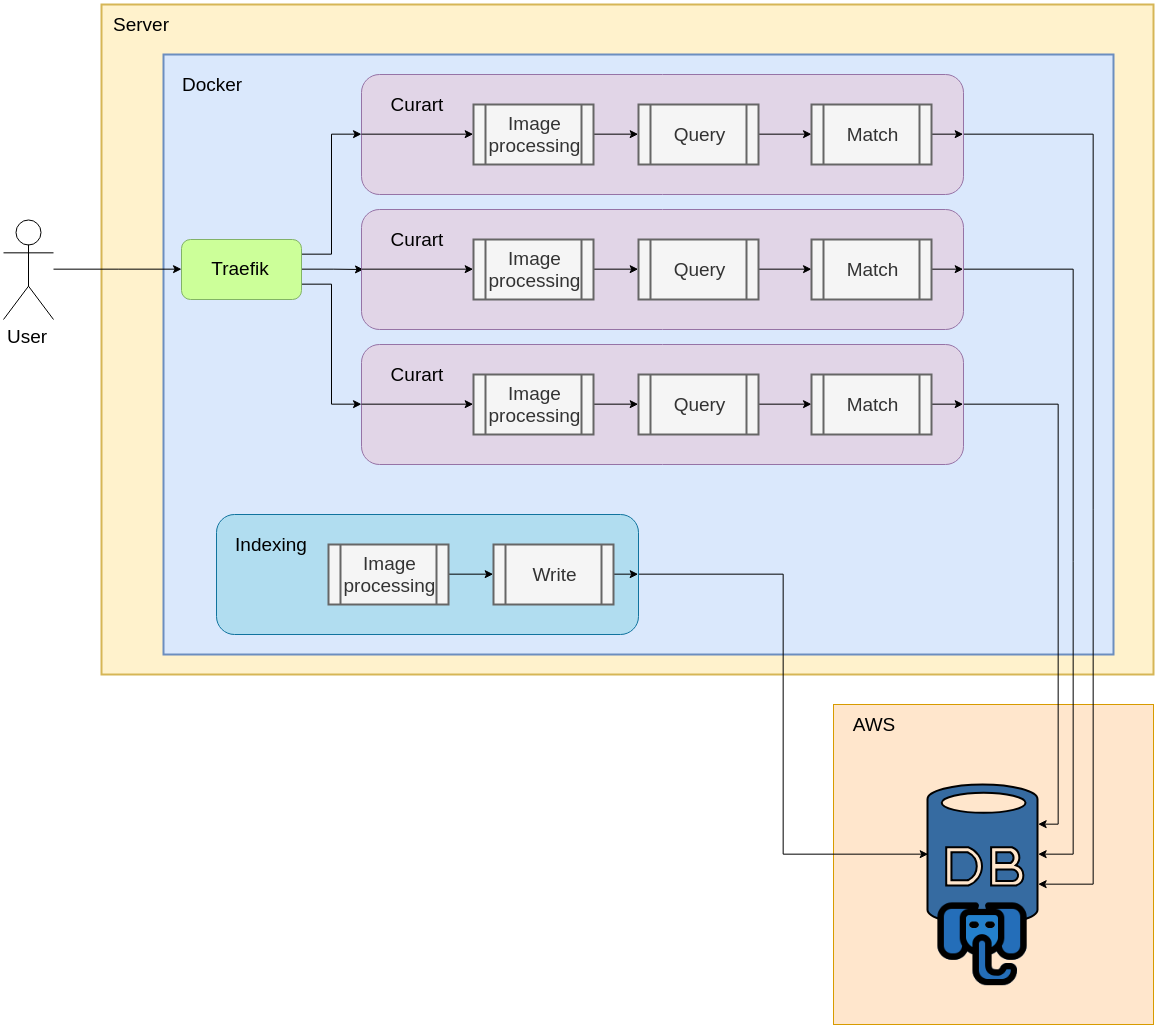 Server
Docker
Curart
Image
processing
Query
Match
Curart
Image
processing
Query
Match
Traefik
User
Curart
Image
processing
Query
Match
Indexing
Image
processing
Write
AWS
DB